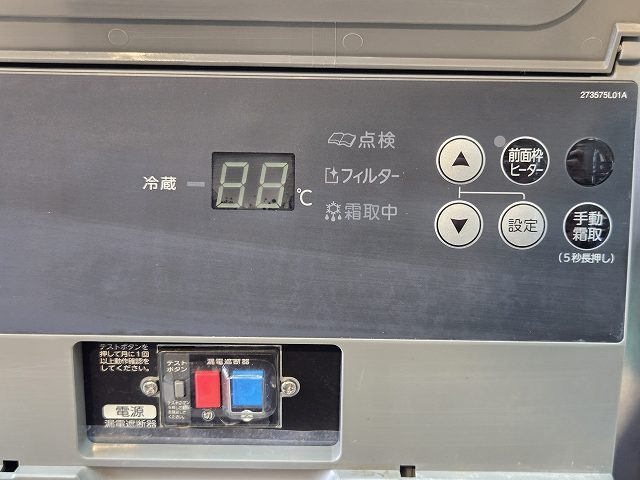 273575L01A
点検
冷蔵
℃
フィルター
霜取中
前面枠
ヒーター
設定
手動
霜取
(5秒長押し)
テストボタンを
押して月に1回
以上動作確認を
してください。
電源
漏電遮断器
テスト
ボタン
漏電遮断器
切